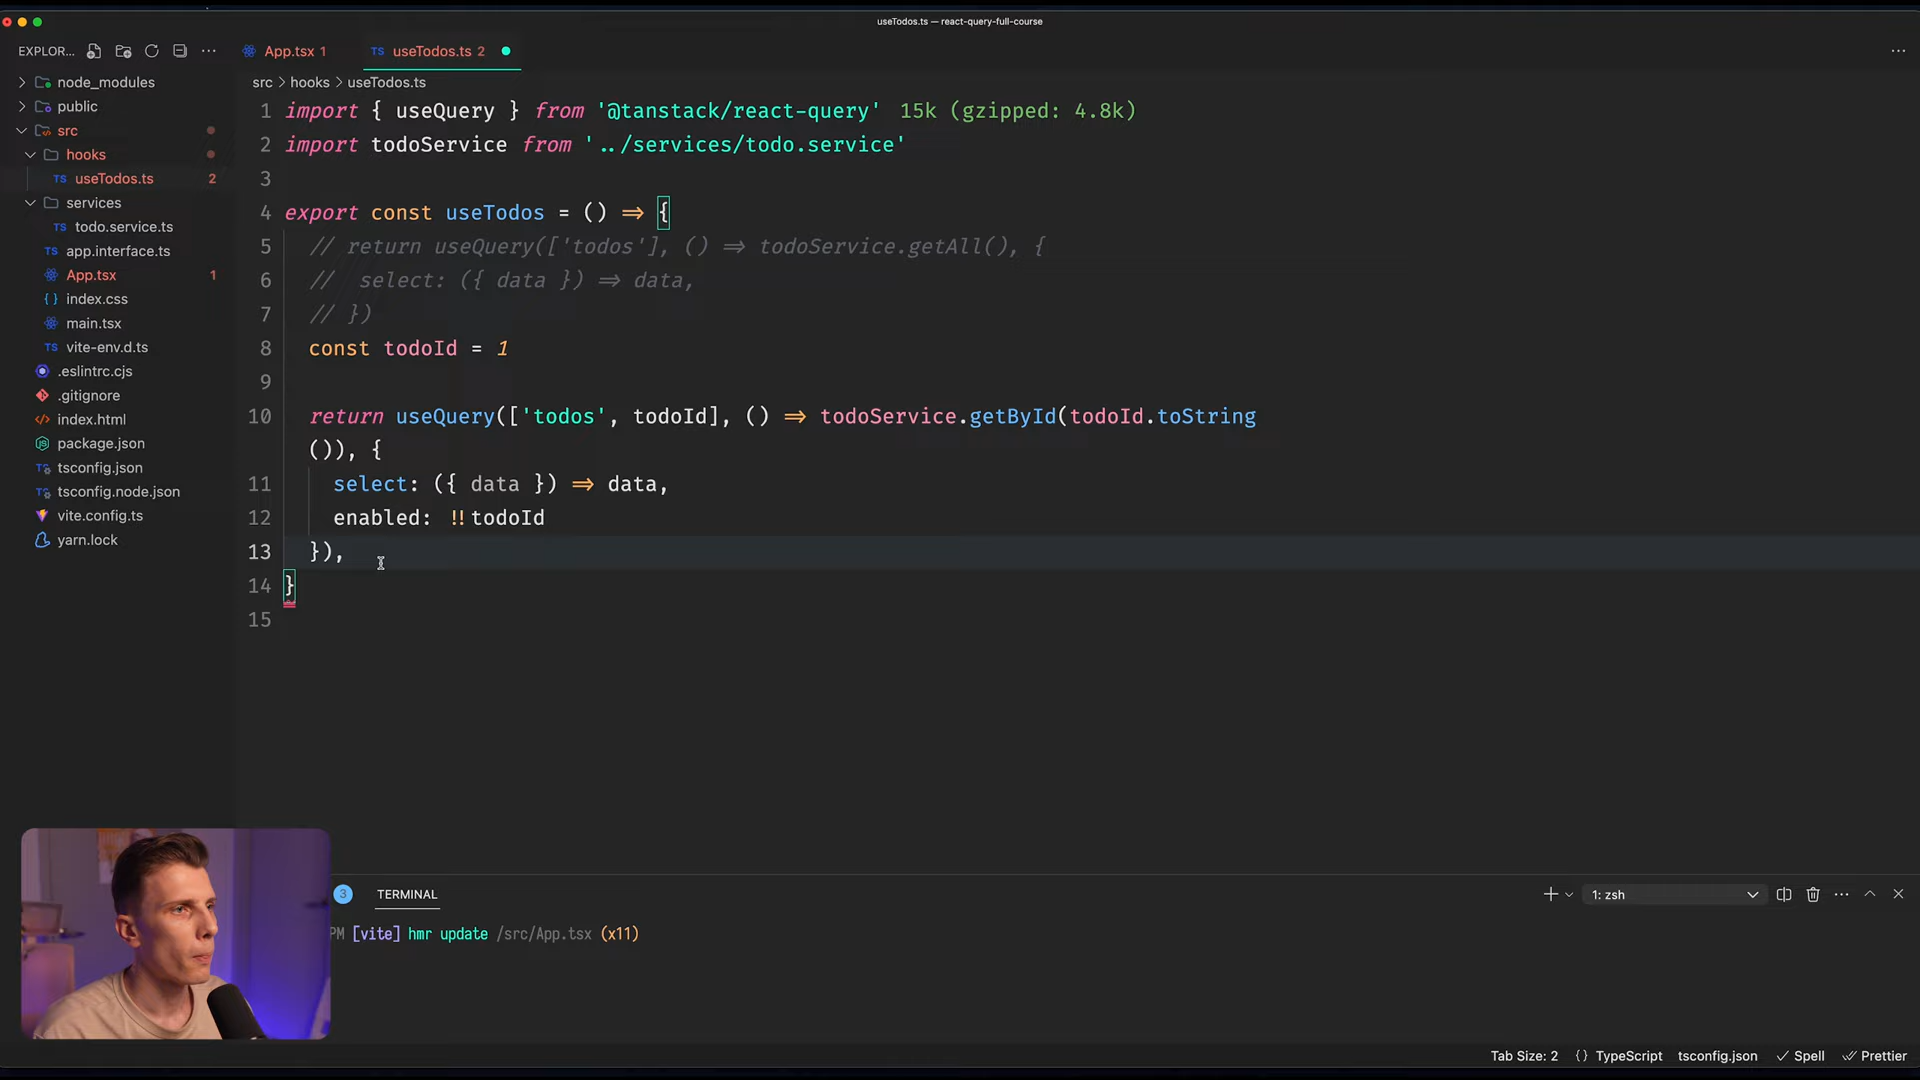 useTodos.ts — react-query-full-course
EXPLOR...
App.tsx 1
TS useTodos.ts 2
node_modules
public
src
hooks
TS useTodos.ts 2
services
TS todo.service.ts
TS app.interface.ts
App.tsx 1
{} index.css
main.tsx
TS vite-env.d.ts
.eslintrc.cjs
.gitignore
index.html
package.json
tsconfig.json
tsconfig.node.json
vite.config.ts
yarn.lock
src > hooks > useTodos.ts
1 import { useQuery } from '@tanstack/react-query' 15k (gzipped: 4.8k)
2 import todoService from '../services/todo.service'
3
4 export const useTodos = () => {
5 // return useQuery(['todos'], () => todoService.getAll(), {
6 // select: ({ data }) => data,
7 // })
8 const todoId = 1
9
10 return useQuery(['todos', todoId], () => todoService.getById(todoId.toString
()), {
11 select: ({ data }) => data,
12 enabled: !!todoId
13 }),
14 }
15
3 TERMINAL
1: zsh
PM [vite] hmr update /src/App.tsx (x11)
Tab Size: 2 {} TypeScript tsconfig.json Spell Prettier